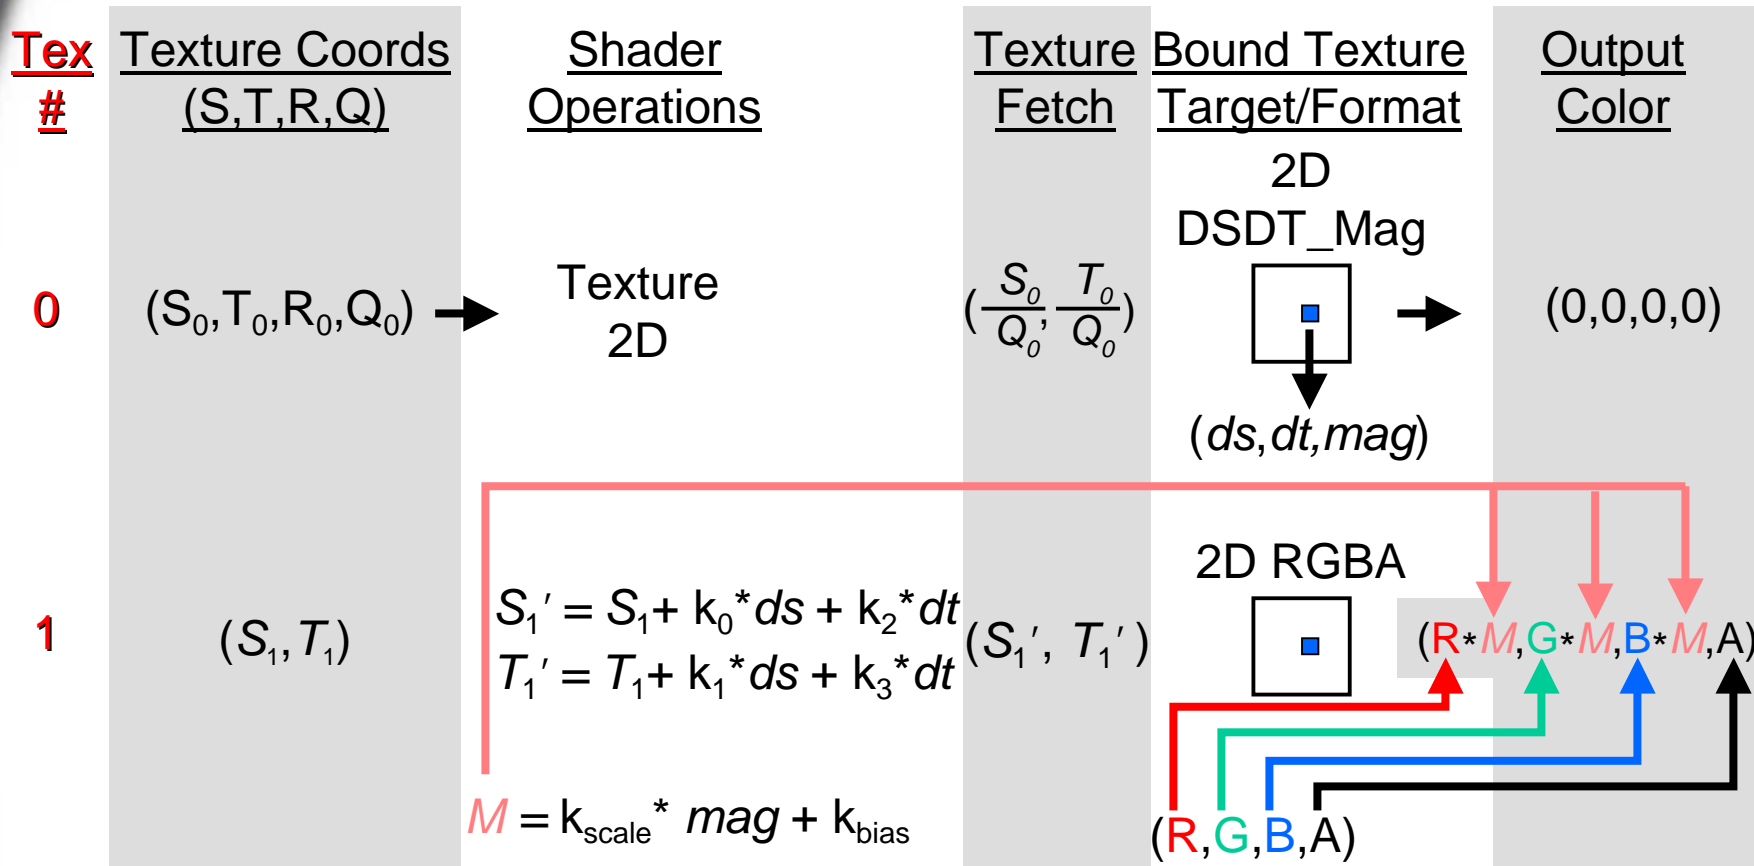 Tex #
Texture Coords (S,T,R,Q)
Shader Operations
Texture Fetch
Bound Texture Target/Format
Output Color
0
(S₀,T₀,R₀,Q₀)
Texture
2D
(S₀/Q₀, T₀/Q₀)
2D
DSDT_Mag
(ds,dt,mag)
(0,0,0,0)
1
(S₁,T₁)
S₁′ = S₁+ k₀*ds + k₂*dt
T₁′ = T₁+ k₁*ds + k₃*dt
M = k_scale* mag + k_bias
(S₁′, T₁′)
2D RGBA
(R,G,B,A)
(R*M,G*M,B*M,A)